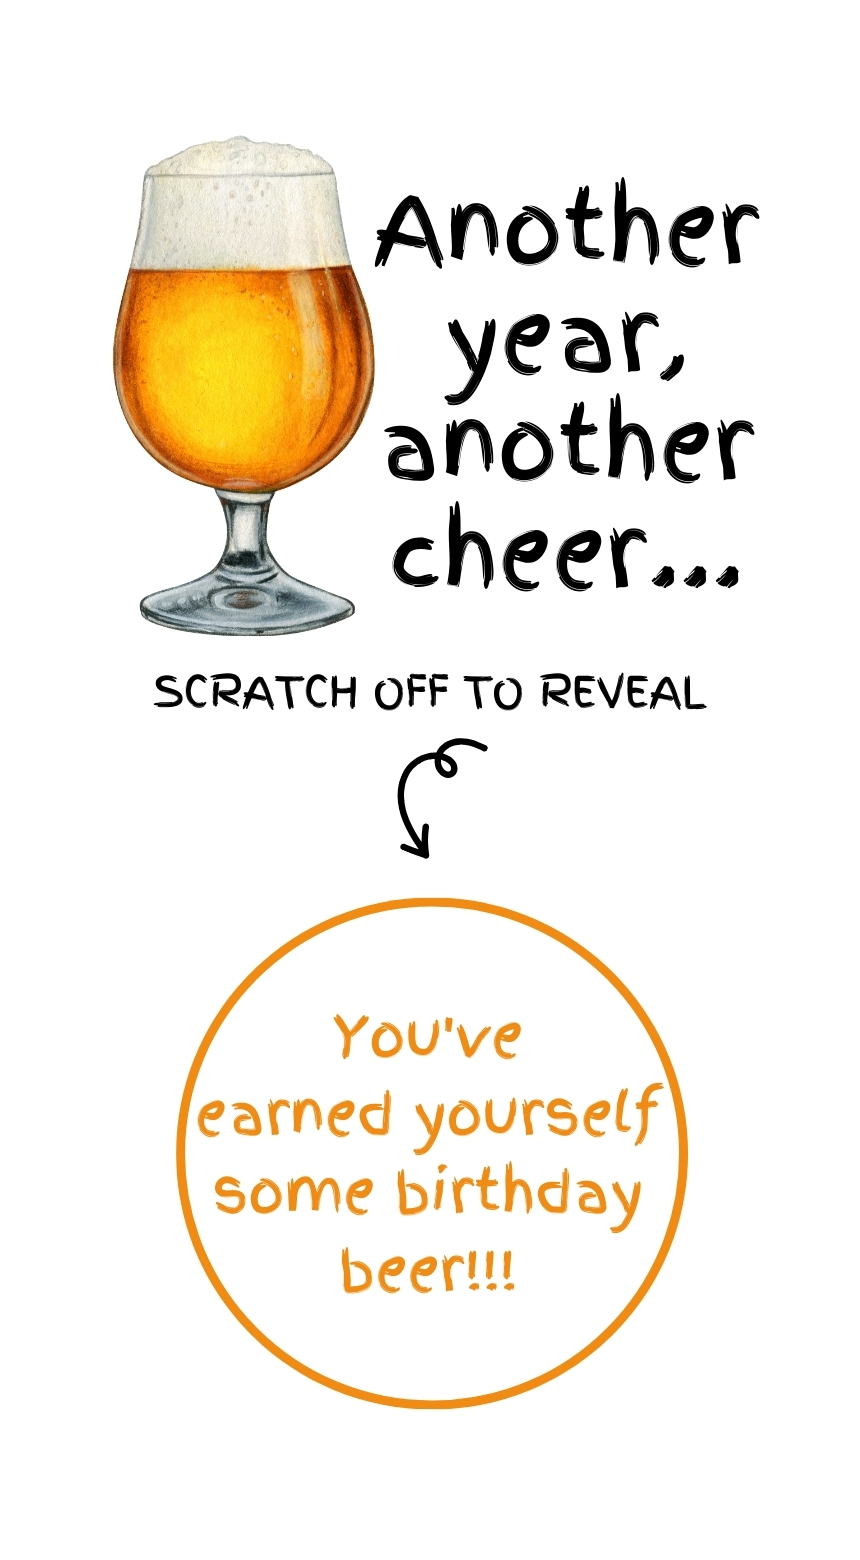 Another
year,
another
cheer...
SCRATCH OFF TO REVEAL
You've
earned yourself
some birthday
beer!!!